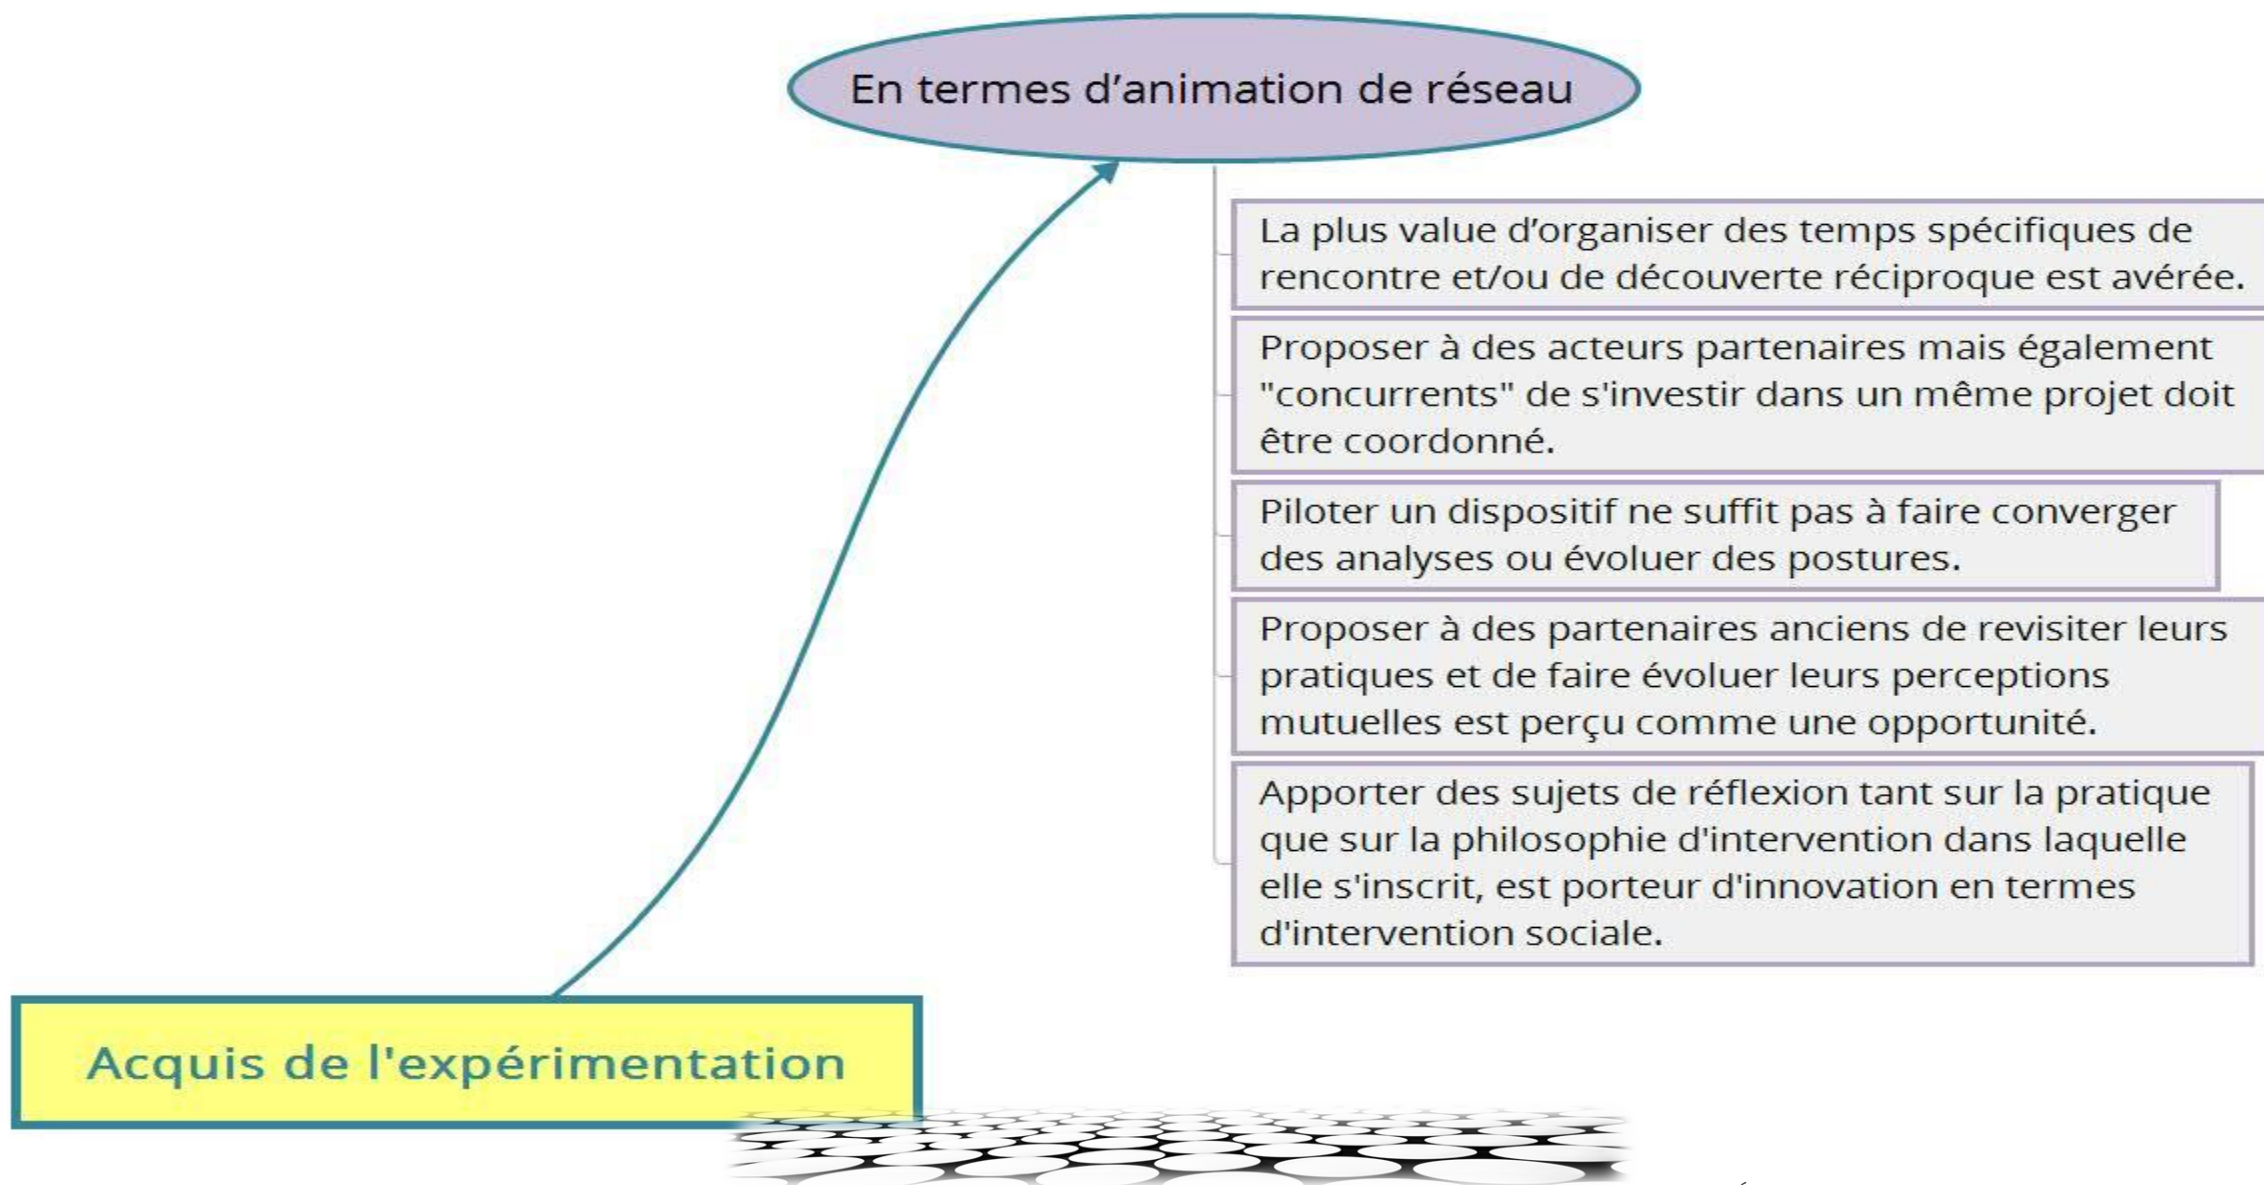 En termes d’animation de réseau
La plus value d’organiser des temps spécifiques de
rencontre et/ou de découverte réciproque est avérée.
Proposer à des acteurs partenaires mais également
"concurrents" de s'investir dans un même projet doit
être coordonné.
Piloter un dispositif ne suffit pas à faire converger
des analyses ou évoluer des postures.
Proposer à des partenaires anciens de revisiter leurs
pratiques et de faire évoluer leurs perceptions
mutuelles est perçu comme une opportunité.
Apporter des sujets de réflexion tant sur la pratique
que sur la philosophie d'intervention dans laquelle
elle s'inscrit, est porteur d'innovation en termes
d'intervention sociale.
Acquis de l'expérimentation